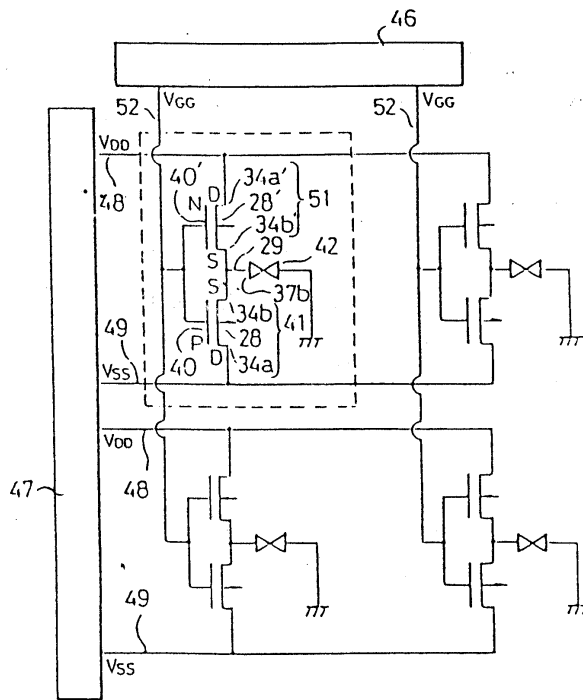 46
52 VGG 52 VGG
VDD
48
40' N D 34a' 51
28'
34b'
S 29 42
S 37b
34b 41
P 28
40 D 34a
49
VSS
VDD
47 48
49
VSS